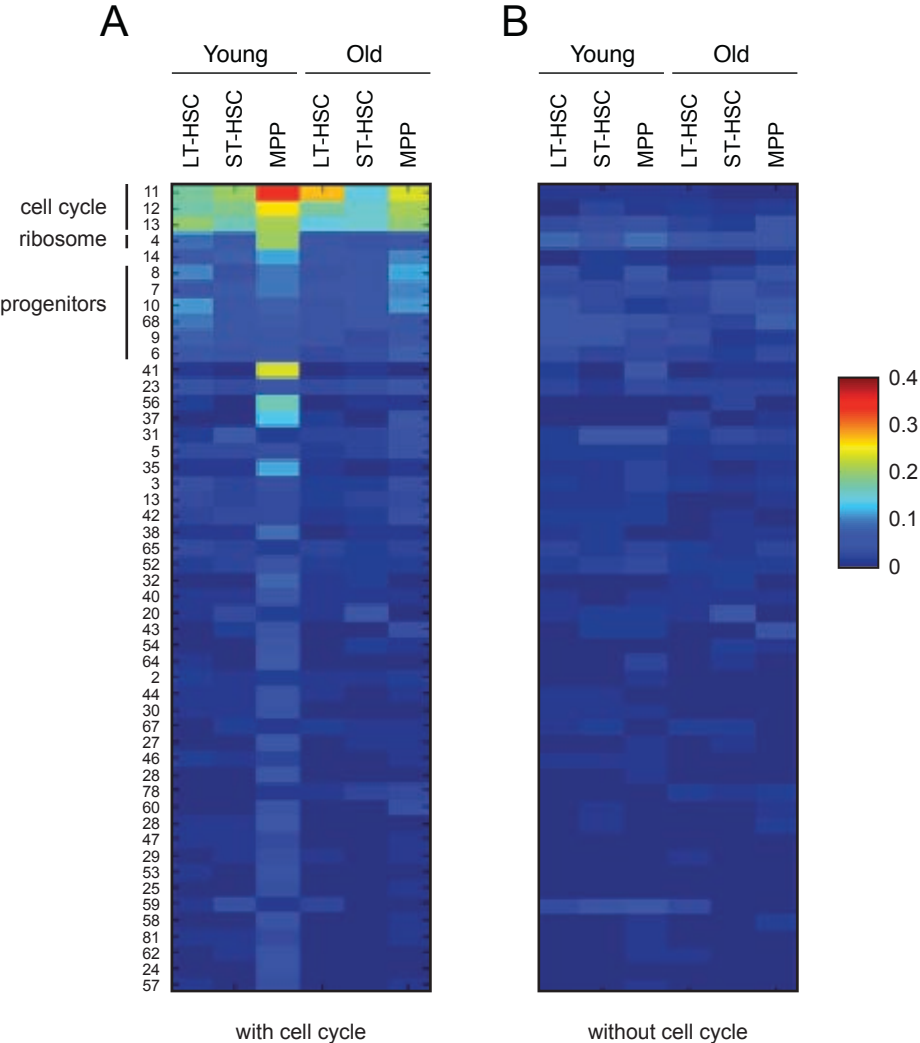 A
B
Young
Old
Young
Old
LT-HSC
ST-HSC
MPP
LT-HSC
ST-HSC
MPP
LT-HSC
ST-HSC
MPP
LT-HSC
ST-HSC
MPP
cell cycle
ribosome
progenitors
11
12
13
4
14
8
7
10
68
9
6
41
23
56
37
31
5
35
3
13
42
38
65
52
32
40
20
43
54
64
2
44
30
67
27
46
28
78
60
28
47
29
53
25
59
58
81
62
24
57
0.4
0.3
0.2
0.1
0
with cell cycle
without cell cycle